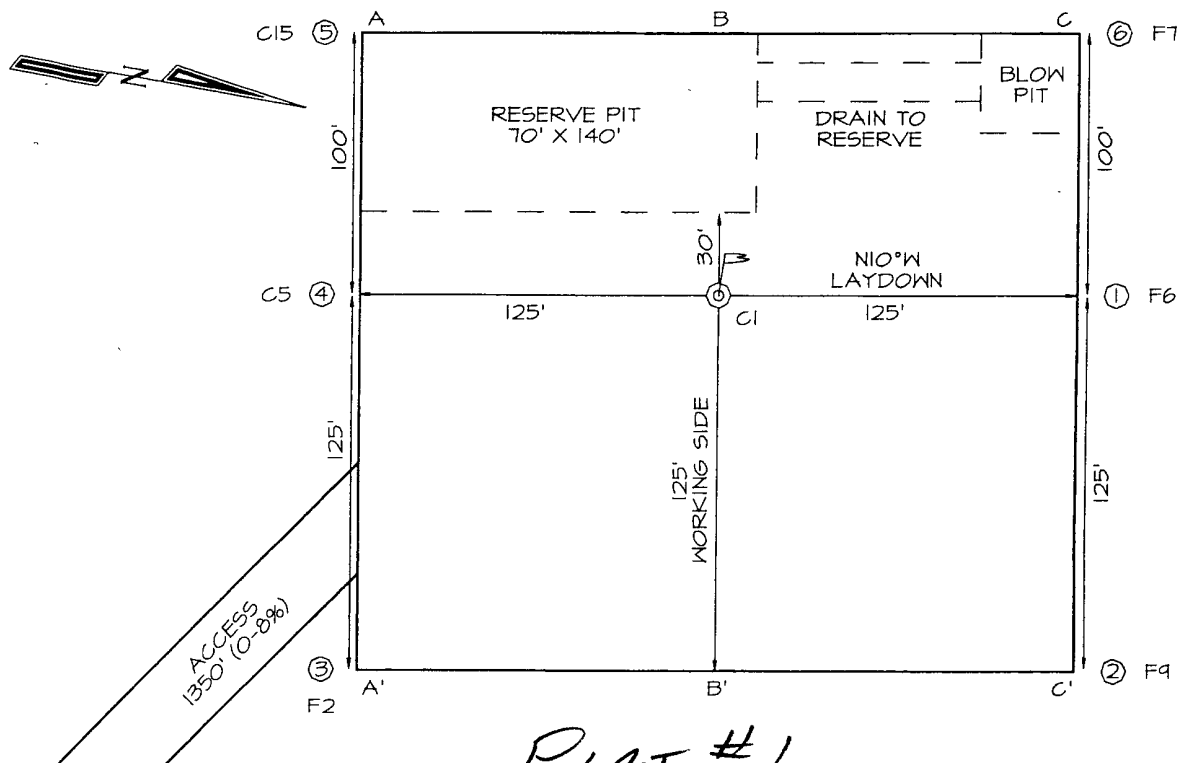 A B C
C15 ⑤ ⑥ F7
N
BLOW
PIT
RESERVE PIT
70' X 140'
DRAIN TO
RESERVE
100'
100'
30'
N10°W
LAYDOWN
C5 ④ ① F6
125' 125'
C1
125'
125'
WORKING SIDE
125'
ACCESS
1350' (0-8%)
③ ② F9
F2
A' B' C'
PLAT #1